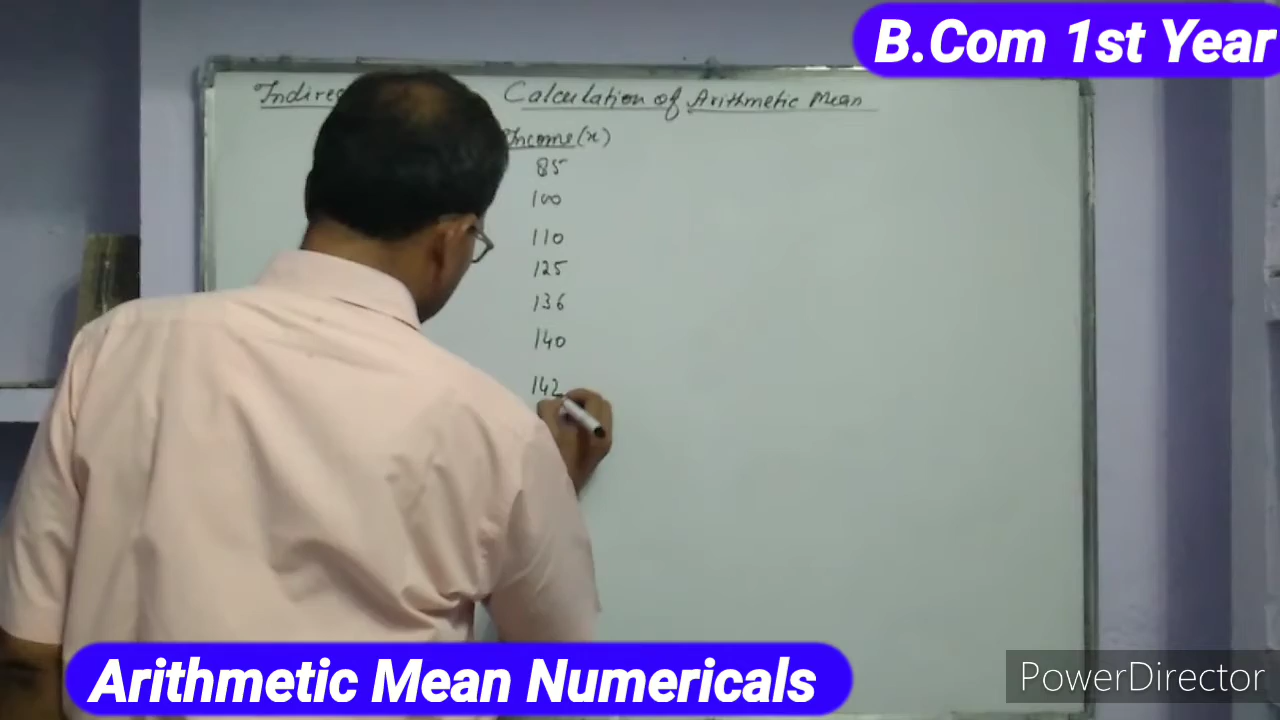 B.Com 1st Year
Calculation of Arithmetic Mean
Income (x)
85
100
110
125
136
140
142
Arithmetic Mean Numericals
PowerDirector